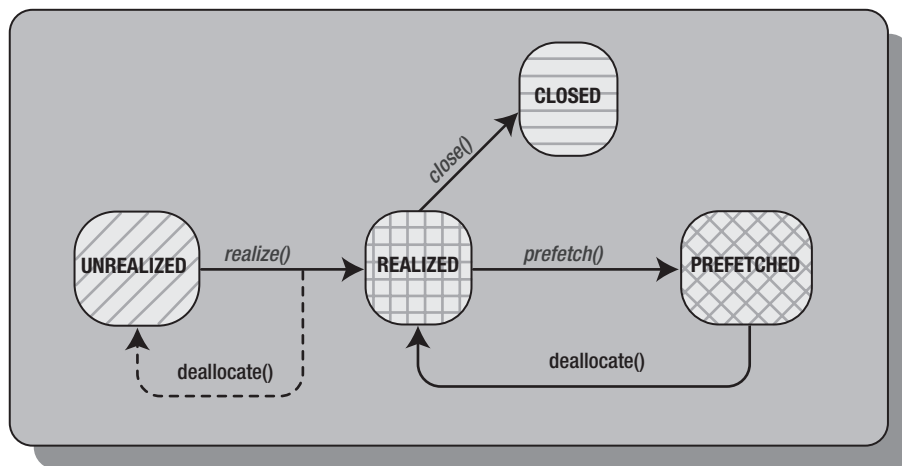 CLOSED
close()
UNREALIZED
realize()
REALIZED
prefetch()
PREFETCHED
deallocate()
deallocate()